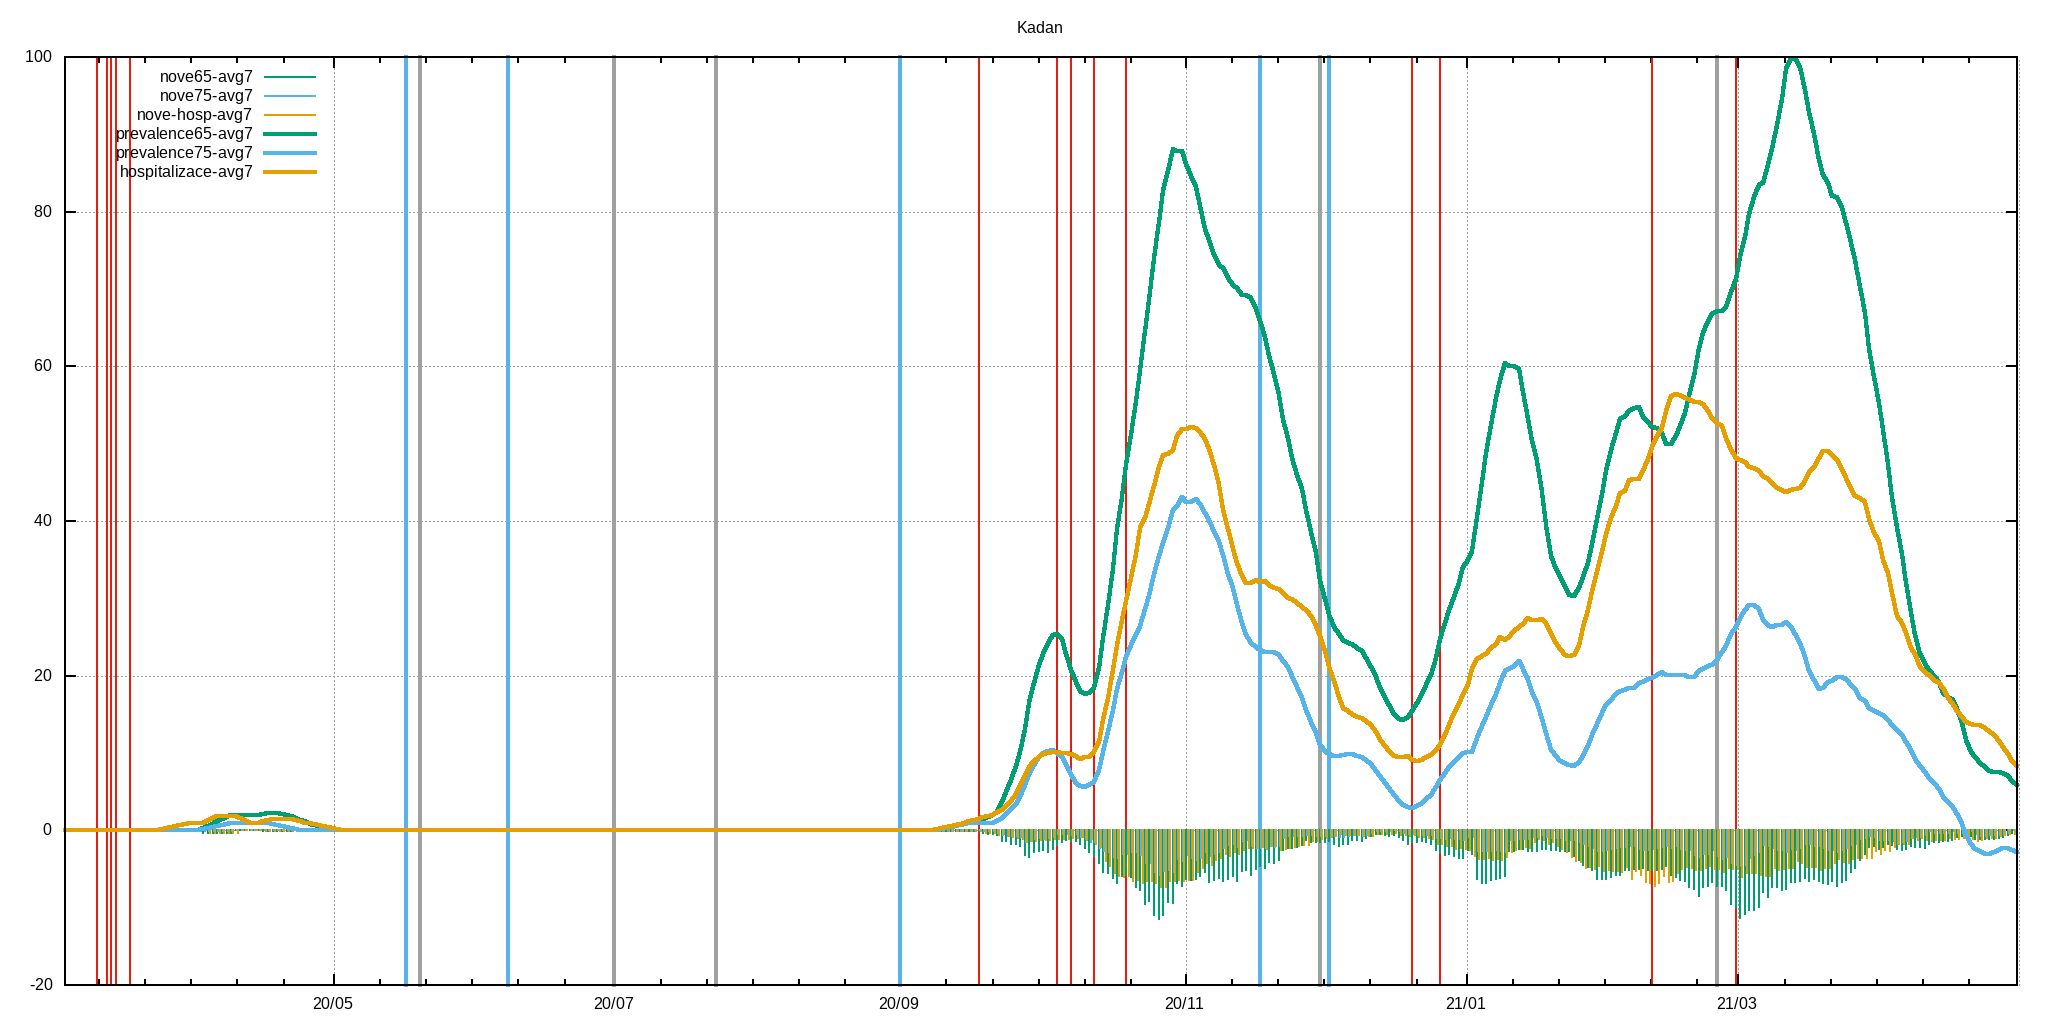 Kadan
100
80
60
40
20
0
-20
nove65-avg7
nove75-avg7
nove-hosp-avg7
prevalence65-avg7
prevalence75-avg7
hospitalizace-avg7
20/05
20/07
20/09
20/11
21/01
21/03